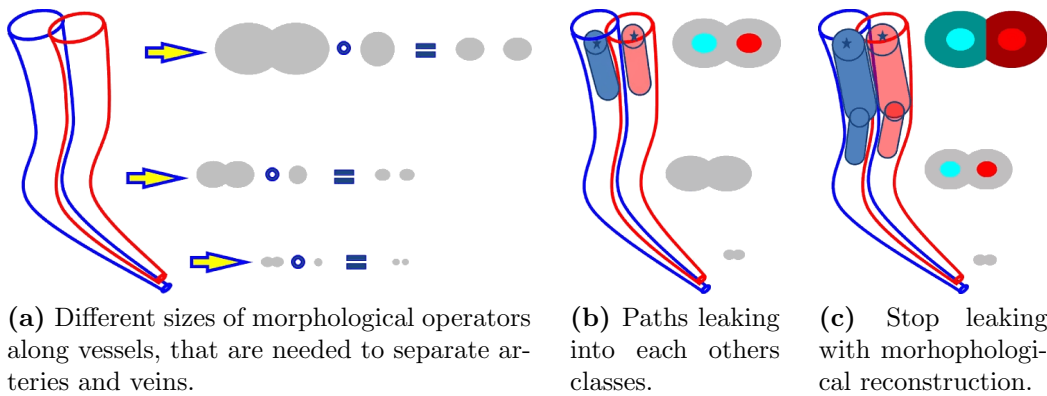 (a) Different sizes of morphological operators
along vessels, that are needed to separate ar-
teries and veins.
(b) Paths leaking
into each others
classes.
(c) Stop leaking
with morhophologi-
cal reconstruction.